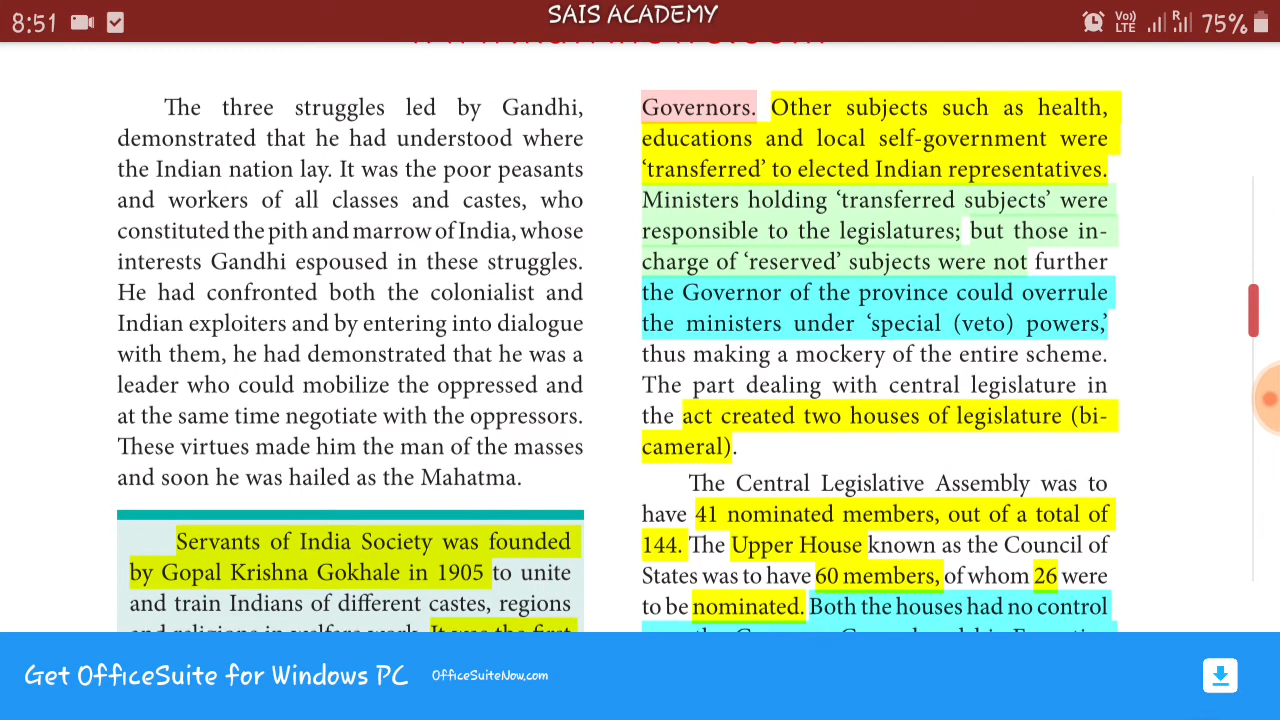 8:51
SAIS ACADEMY
Vo))
LTE
R
75%
The three struggles led by Gandhi,
demonstrated that he had understood where
the Indian nation lay. It was the poor peasants
and workers of all classes and castes, who
constituted the pith and marrow of India, whose
interests Gandhi espoused in these struggles.
He had confronted both the colonialist and
Indian exploiters and by entering into dialogue
with them, he had demonstrated that he was a
leader who could mobilize the oppressed and
at the same time negotiate with the oppressors.
These virtues made him the man of the masses
and soon he was hailed as the Mahatma.
Servants of India Society was founded
by Gopal Krishna Gokhale in 1905 to unite
and train Indians of different castes, regions
and religions in welfare work. It was the first
Governors. Other subjects such as health,
educations and local self-government were
‘transferred’ to elected Indian representatives.
Ministers holding ‘transferred subjects’ were
responsible to the legislatures; but those in-
charge of ‘reserved’ subjects were not further
the Governor of the province could overrule
the ministers under ‘special (veto) powers,’
thus making a mockery of the entire scheme.
The part dealing with central legislature in
the act created two houses of legislature (bi-
cameral).
The Central Legislative Assembly was to
have 41 nominated members, out of a total of
144. The Upper House known as the Council of
States was to have 60 members, of whom 26 were
to be nominated. Both the houses had no control
Get OfficeSuite for Windows PC
OfficeSuiteNow.com